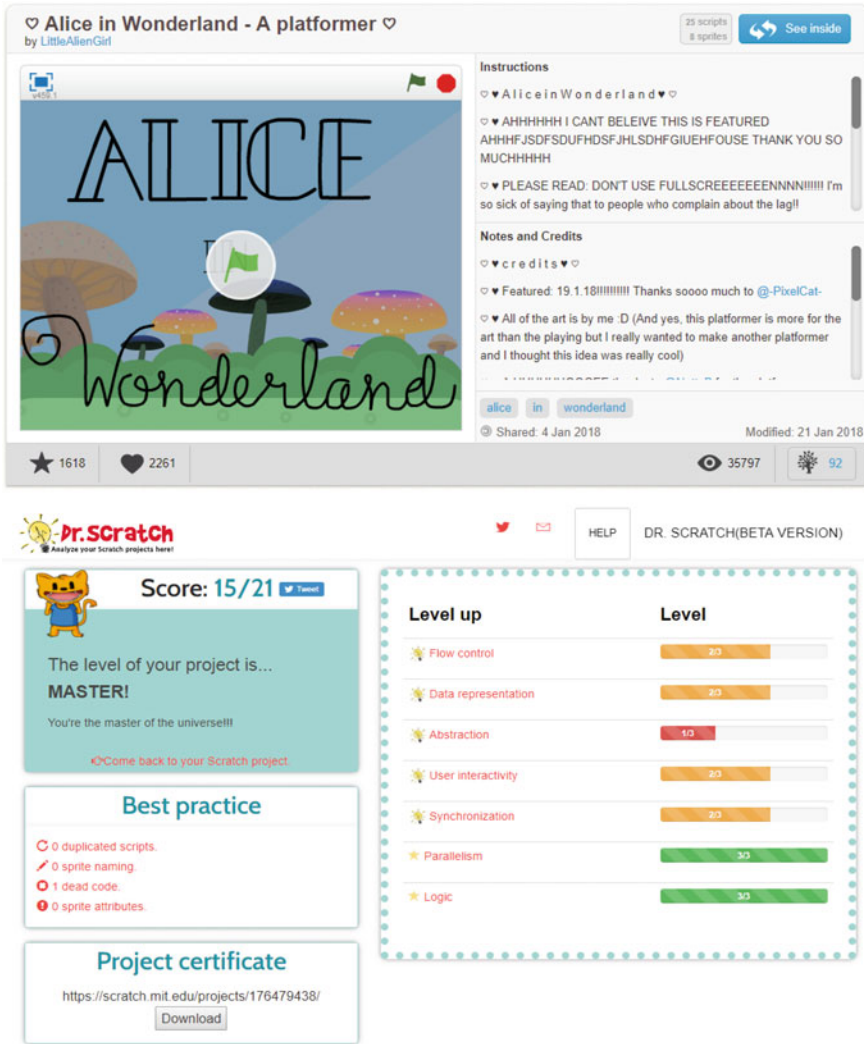 ♡ Alice in Wonderland - A platformer ♡
by LittleAlienGirl
25 scripts
8 sprites
See inside
v459.1
ALICE
IN
Wonderland
Instructions
♡ ♥ A l i c e i n W o n d e r l a n d ♥ ♡
♡ ♥ AHHHHHH I CANT BELEIVE THIS IS FEATURED
AHHHFJSDFSDUFHDSFJHLSDHFGIUEHFOUSE THANK YOU SO
MUCHHHHH
♡ ♥ PLEASE READ: DON'T USE FULLSCREEEEEEENNNN!!!!!! I'm
so sick of saying that to people who complain about the lag!!
Notes and Credits
♡ ♥ c r e d i t s ♥ ♡
♡ ♥ Featured: 19.1.18!!!!!!!!!! Thanks soooo much to @-PixelCat-
♡ ♥ All of the art is by me :D (And yes, this platformer is more for the
art than the playing but I really wanted to make another platformer
and I thought this idea was really cool)
alice in wonderland
Shared: 4 Jan 2018 Modified: 21 Jan 2018
1618 2261 35797 92
Dr.Scratch
Analyze your Scratch projects here!
HELP DR. SCRATCH(BETA VERSION)
Score: 15/21 Tweet
The level of your project is...
MASTER!
You're the master of the universe!!!
Come back to your Scratch project.
Best practice
0 duplicated scripts.
0 sprite naming.
1 dead code.
0 sprite attributes.
Project certificate
https://scratch.mit.edu/projects/176479438/
Download
Level up Level
Flow control 2/3
Data representation 2/3
Abstraction 1/3
User interactivity 2/3
Synchronization 2/3
Parallelism 3/3
Logic 3/3